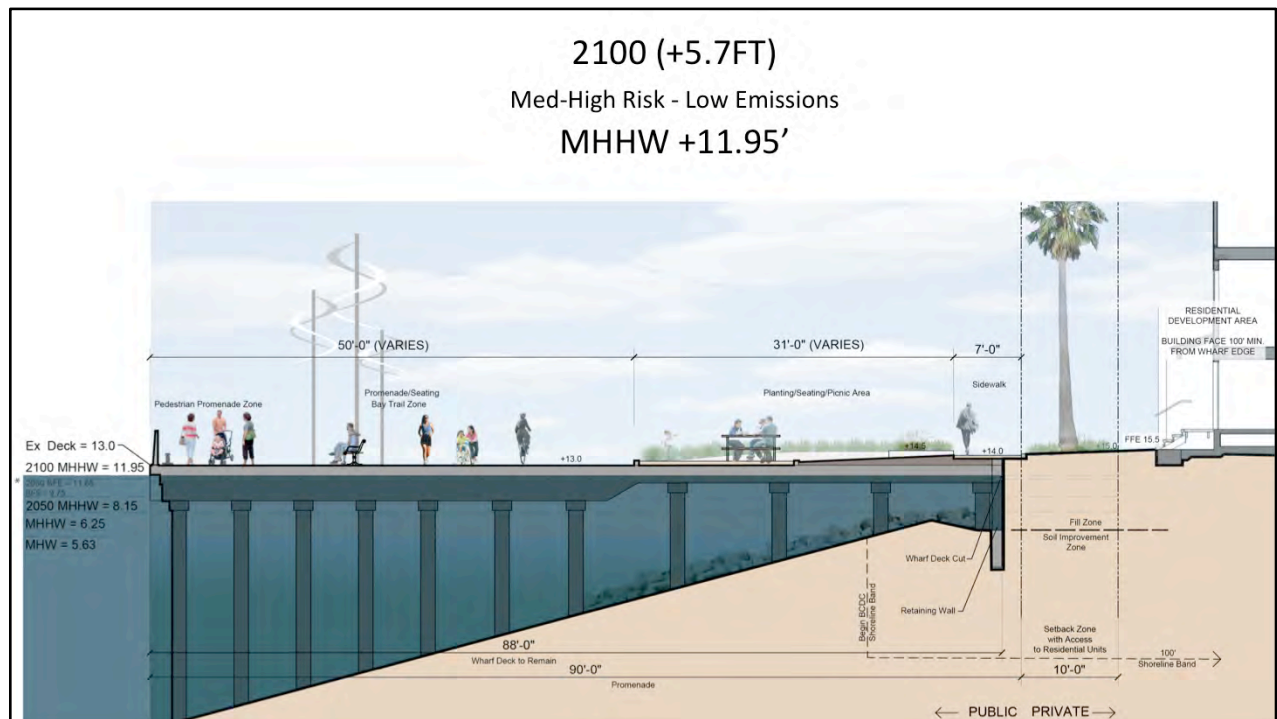 2100 (+5.7FT)
Med-High Risk - Low Emissions
MHHW +11.95’
RESIDENTIAL
DEVELOPMENT AREA
BUILDING FACE 100' MIN.
FROM WHARF EDGE
50'-0" (VARIES)
31'-0" (VARIES)
7'-0"
Pedestrian Promenade Zone
Promenade/Seating
Bay Trail Zone
Planting/Seating/Picnic Area
Sidewalk
Ex Deck = 13.0
2100 MHHW = 11.95
*
2050 MHHW = 8.15
MHHW = 6.25
MHW = 5.63
+13.0
+14.0
FFE 15.5
Fill Zone
Soil Improvement
Zone
Wharf Deck Cut
Retaining Wall
Begin BCDC
Shoreline Band
Setback Zone
with Access
to Residential Units
88'-0"
Wharf Deck to Remain
100'
Shoreline Band
90'-0"
10'-0"
Promenade
PUBLIC PRIVATE